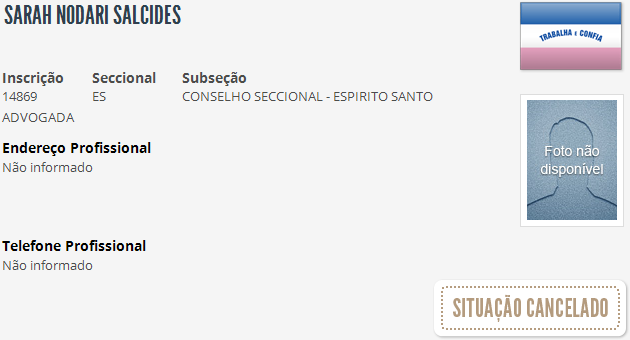 SARAH NODARI SALCIDES
TRABALHA E CONFIA
Inscrição Seccional Subseção
14869 ES CONSELHO SECCIONAL - ESPIRITO SANTO
ADVOGADA
Foto não
disponível
Endereço Profissional
Não informado
Telefone Profissional
Não informado
SITUAÇÃO CANCELADO